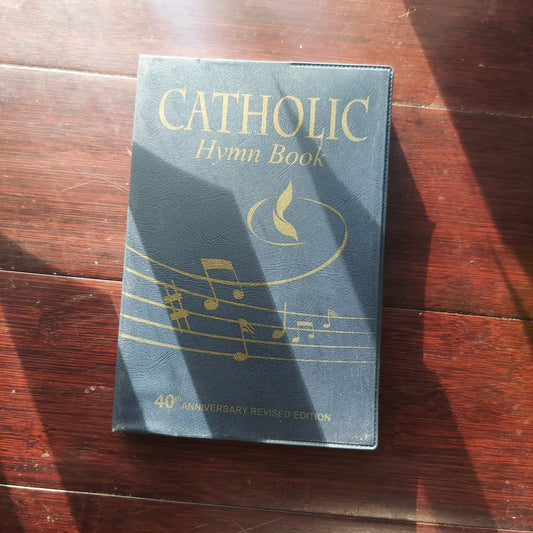 CATHOLIC
Hymn Book
40th ANNIVERSARY REVISED EDITION